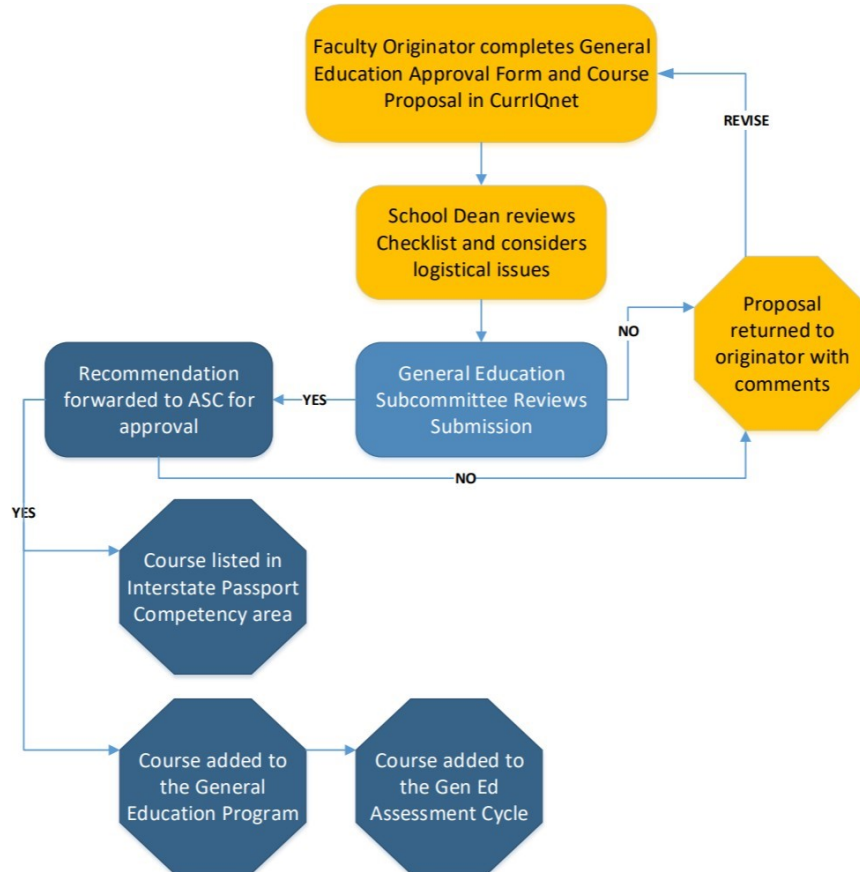 Faculty Originator completes General
Education Approval Form and Course
Proposal in CurrIQnet
REVISE
School Dean reviews
Checklist and considers
logistical issues
NO
Proposal
returned to
originator with
comments
General Education
Subcommittee Reviews
Submission
YES
Recommendation
forwarded to ASC for
approval
NO
YES
Course listed in
Interstate Passport
Competency area
Course added to
the General
Education Program
Course added to
the Gen Ed
Assessment Cycle